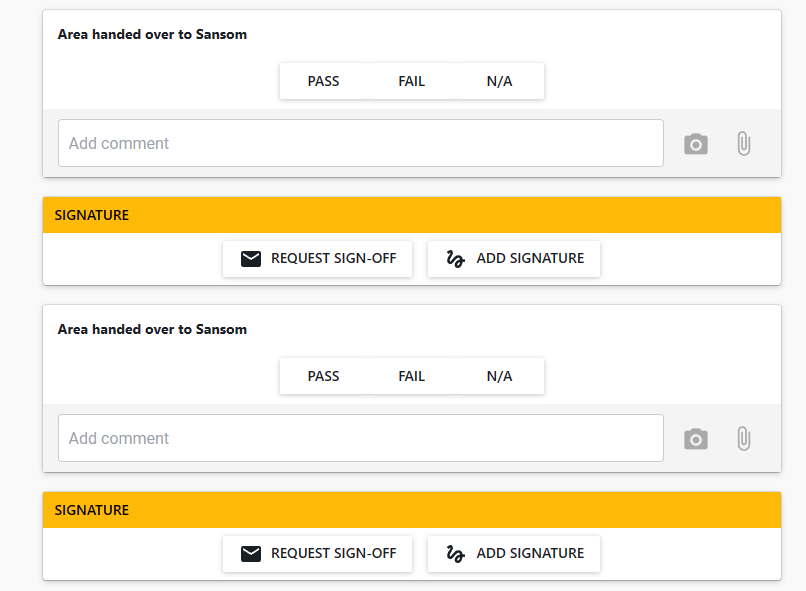 Area handed over to Sansom
PASS FAIL N/A
Add comment
SIGNATURE
REQUEST SIGN-OFF ADD SIGNATURE
Area handed over to Sansom
PASS FAIL N/A
Add comment
SIGNATURE
REQUEST SIGN-OFF ADD SIGNATURE